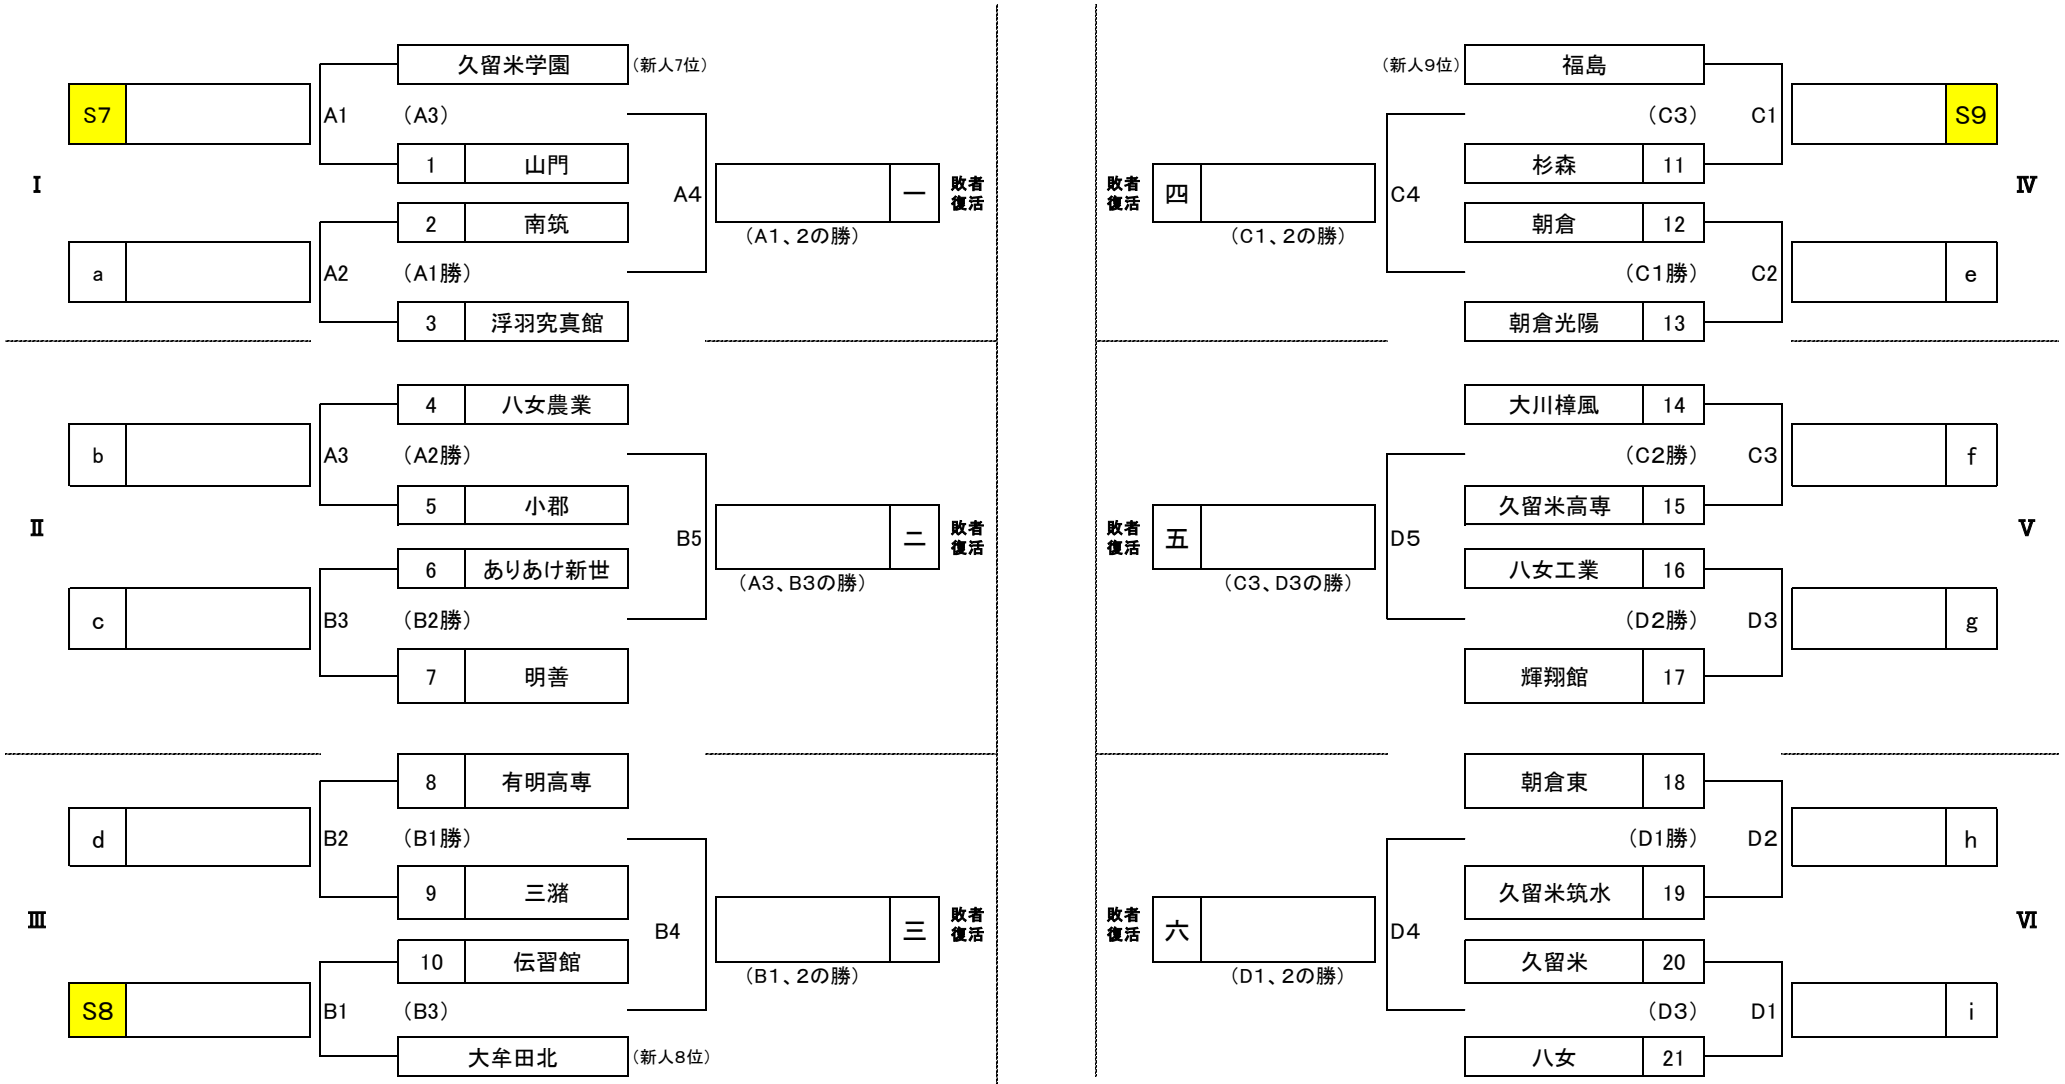 久留米学園 (新人7位)
S7 A1 (A3)
1 山門
Ⅰ A4 一 敗者復活
2 南筑
(A1、2の勝)
a A2 (A1勝)
3 浮羽究真館
4 八女農業
b A3 (A2勝)
5 小郡
Ⅱ B5 二 敗者復活
6 ありあけ新世
(A3、B3の勝)
c B3 (B2勝)
7 明善
8 有明高専
d B2 (B1勝)
9 三潴
Ⅲ B4 三 敗者復活
10 伝習館
(B1、2の勝)
S8 B1 (B3)
大牟田北 (新人8位)
(新人9位) 福島
(C3) C1 S9
杉森 11
敗者復活 四 C4 Ⅳ
朝倉 12
(C1、2の勝)
(C1勝) C2 e
朝倉光陽 13
大川樟風 14
(C2勝) C3 f
久留米高専 15
敗者復活 五 D5 Ⅴ
八女工業 16
(C3、D3の勝)
(D2勝) D3 g
輝翔館 17
朝倉東 18
(D1勝) D2 h
久留米筑水 19
敗者復活 六 D4 Ⅵ
久留米 20
(D1、2の勝)
(D3) D1 i
八女 21